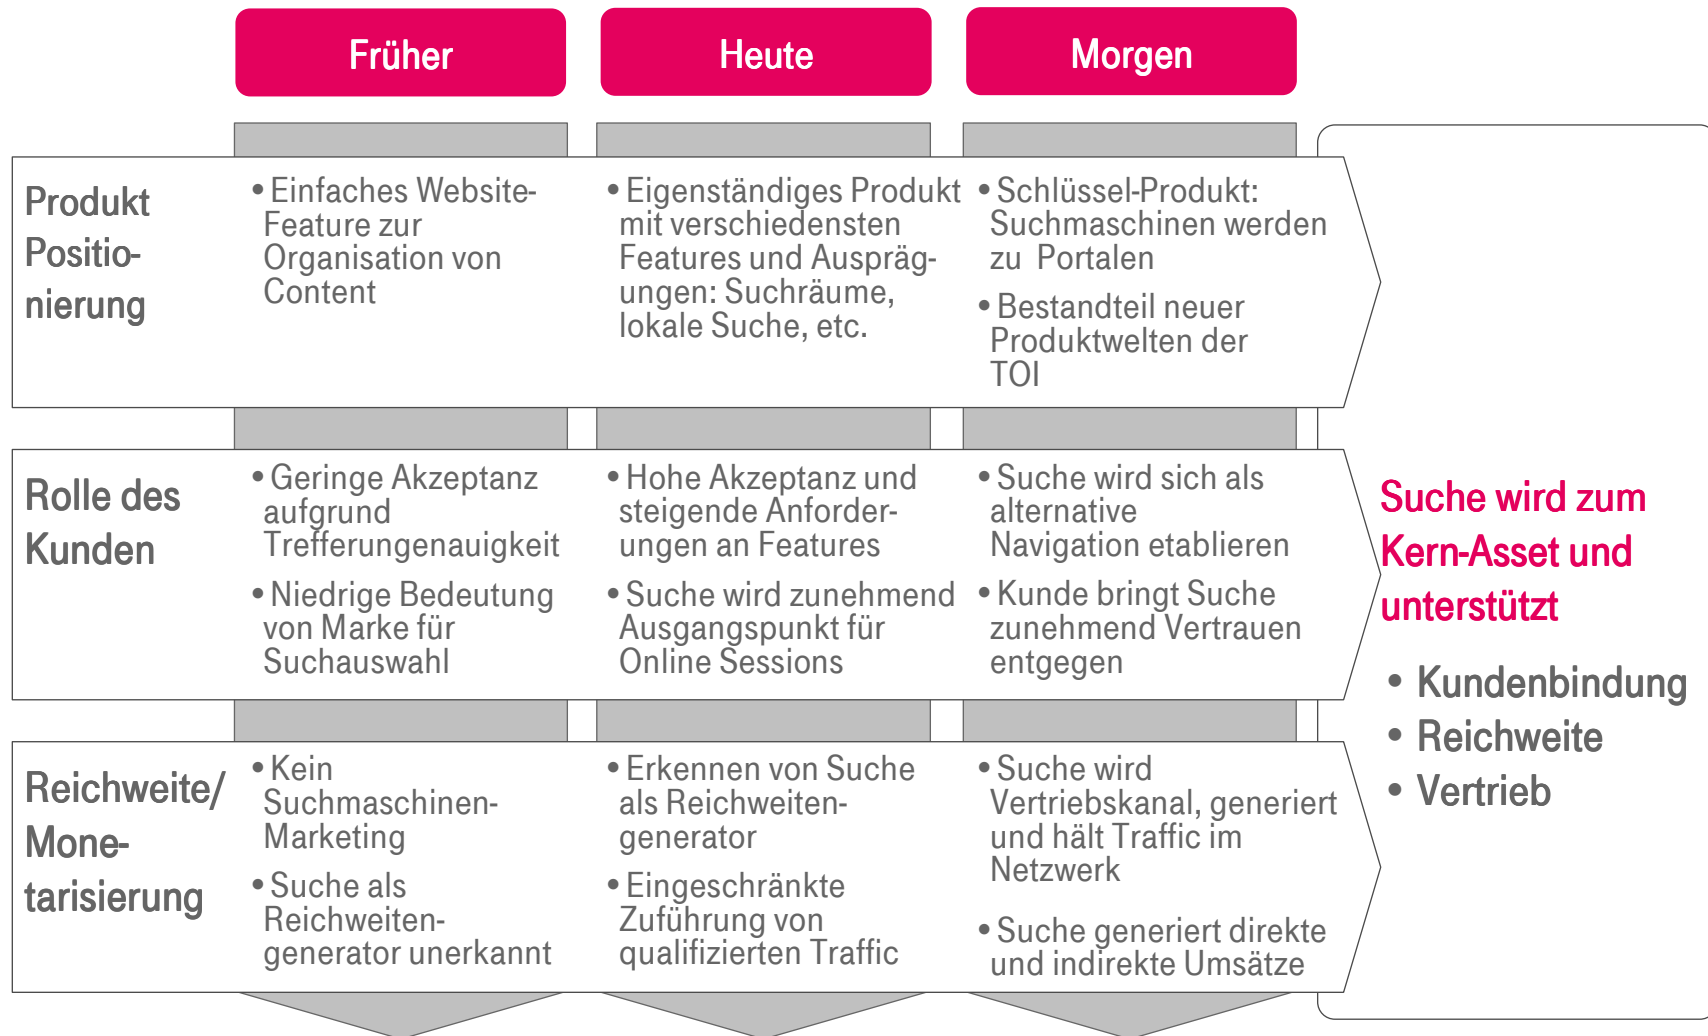 Früher
Heute
Morgen
Produkt
Positio-
nierung
• Einfaches Website-
Feature zur
Organisation von
Content
• Eigenständiges Produkt
mit verschiedensten
Features und Auspräg-
ungen: Suchräume,
lokale Suche, etc.
• Schlüssel-Produkt:
Suchmaschinen werden
zu Portalen
• Bestandteil neuer
Produktwelten der
TOI
Rolle des
Kunden
• Geringe Akzeptanz
aufgrund
Trefferungenauigkeit
• Niedrige Bedeutung
von Marke für
Suchauswahl
• Hohe Akzeptanz und
steigende Anforder-
ungen an Features
• Suche wird zunehmend
Ausgangspunkt für
Online Sessions
• Suche wird sich als
alternative
Navigation etablieren
• Kunde bringt Suche
zunehmend Vertrauen
entgegen
Reichweite/
Mone-
tarisierung
• Kein
Suchmaschinen-
Marketing
• Suche als
Reichweiten-
generator unerkannt
• Erkennen von Suche
als Reichweiten-
generator
• Eingeschränkte
Zuführung von
qualifizierten Traffic
• Suche wird
Vertriebskanal, generiert
und hält Traffic im
Netzwerk
• Suche generiert direkte
und indirekte Umsätze
Suche wird zum
Kern-Asset und
unterstützt
• Kundenbindung
• Reichweite
• Vertrieb